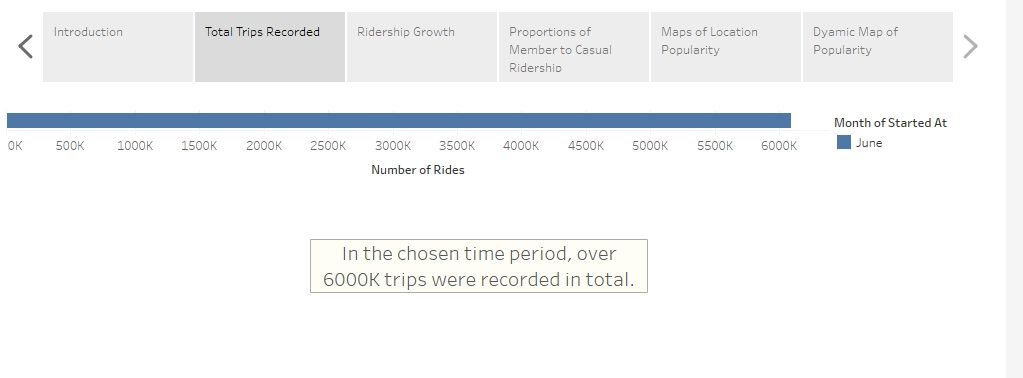 Introduction
Total Trips Recorded
Ridership Growth
Proportions of
Member to Casual
Ridership
Maps of Location
Popularity
Dyamic Map of
Popularity
0K 500K 1000K 1500K 2000K 2500K 3000K 3500K 4000K 4500K 5000K 5500K 6000K
Number of Rides
Month of Started At
June
In the chosen time period, over
6000K trips were recorded in total.